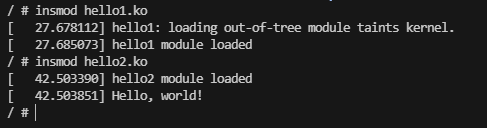 / # insmod hello1.ko
[   27.678112] hello1: loading out-of-tree module taints kernel.
[   27.685073] hello1 module loaded
/ # insmod hello2.ko
[   42.503390] hello2 module loaded
[   42.503851] Hello, world!
/ #